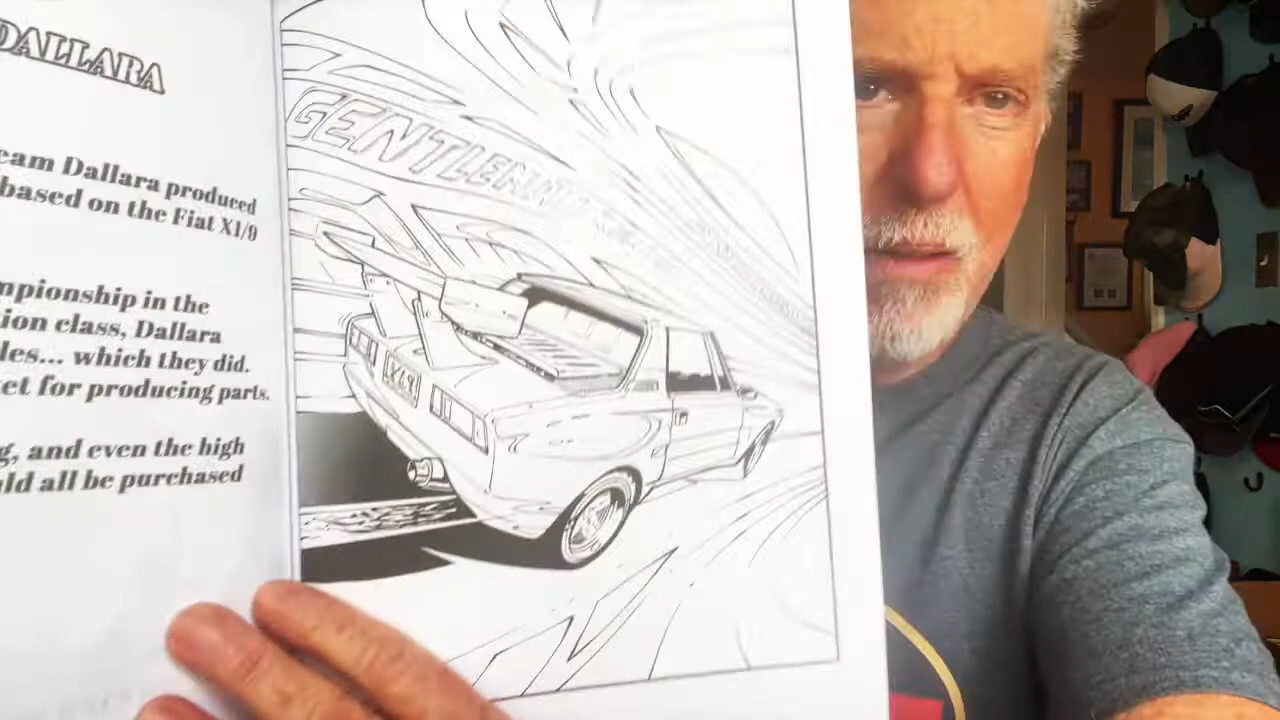 DALLARA
eam Dallara produced
based on the Fiat X1/9
mpionship in the
ion class, Dallara
les... which they did.
et for producing parts.
g, and even the high
ld all be purchased
GENTLEMEN
X1/9